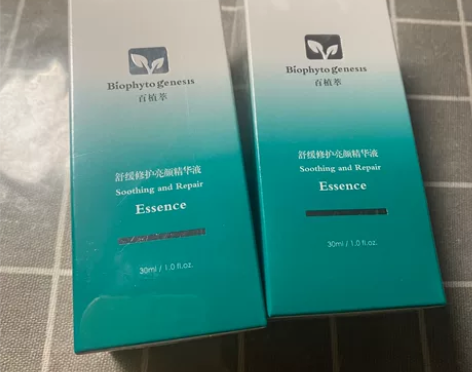 Biophyto genesis
百植萃
舒缓修护亮颜精华液
Soothing and Repair
Essence
30ml / 1.0 fl.oz.
Biophyto genesis
百植萃
舒缓修护亮颜精华液
Soothing and Repair
Essence
30ml / 1.0 fl.oz.